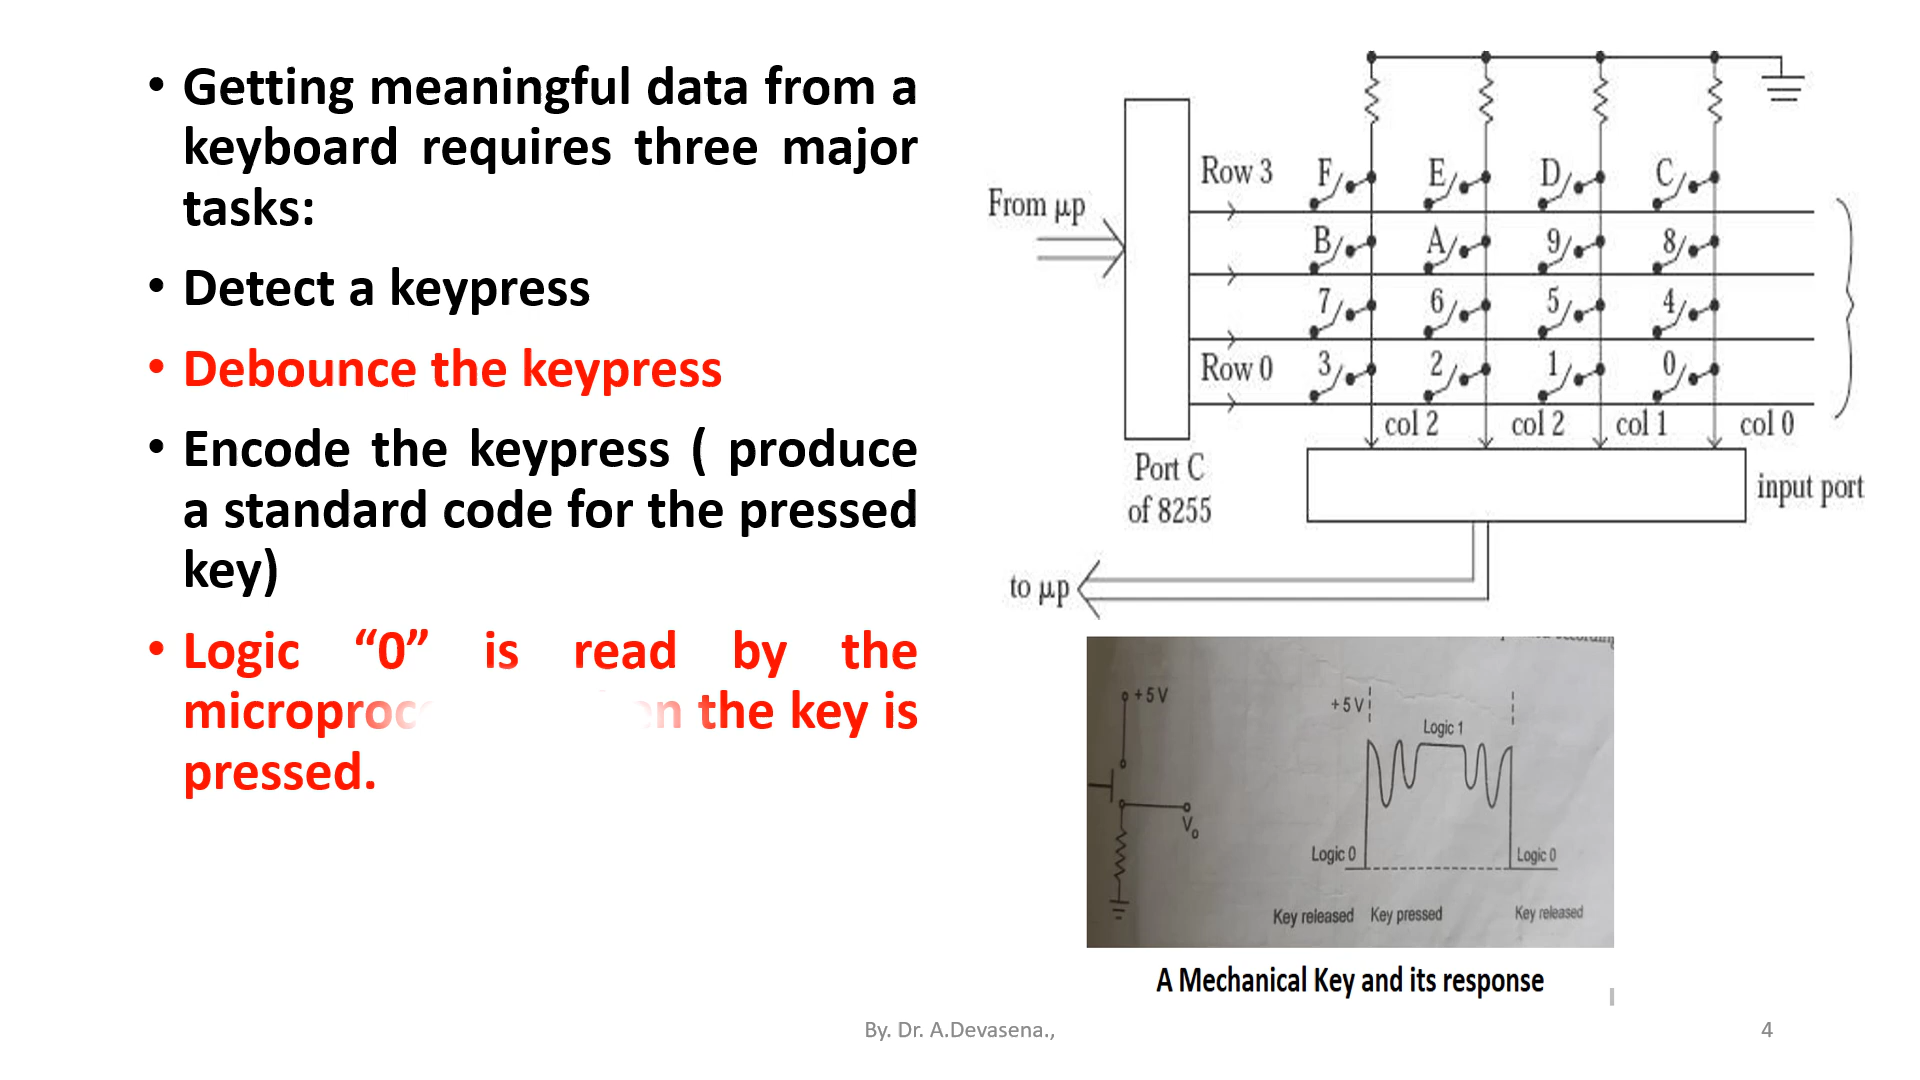 • Getting meaningful data from a
keyboard requires three major
tasks:
• Detect a keypress
• Debounce the keypress
• Encode the keypress ( produce
a standard code for the pressed
key)
• Logic “0” is read by the
the key is
pressed.
From µp
Row 3 F E D C
B A 9 8
7 6 5 4
Row 0 3 2 1 0
col 2 col 2 col 1 col 0
Port C
of 8255
input port
to µp
+5V
Vo
+5V
Logic 1
Logic 0 Logic 0
Key released Key pressed Key released
A Mechanical Key and its response
By. Dr. A.Devasena.,
4